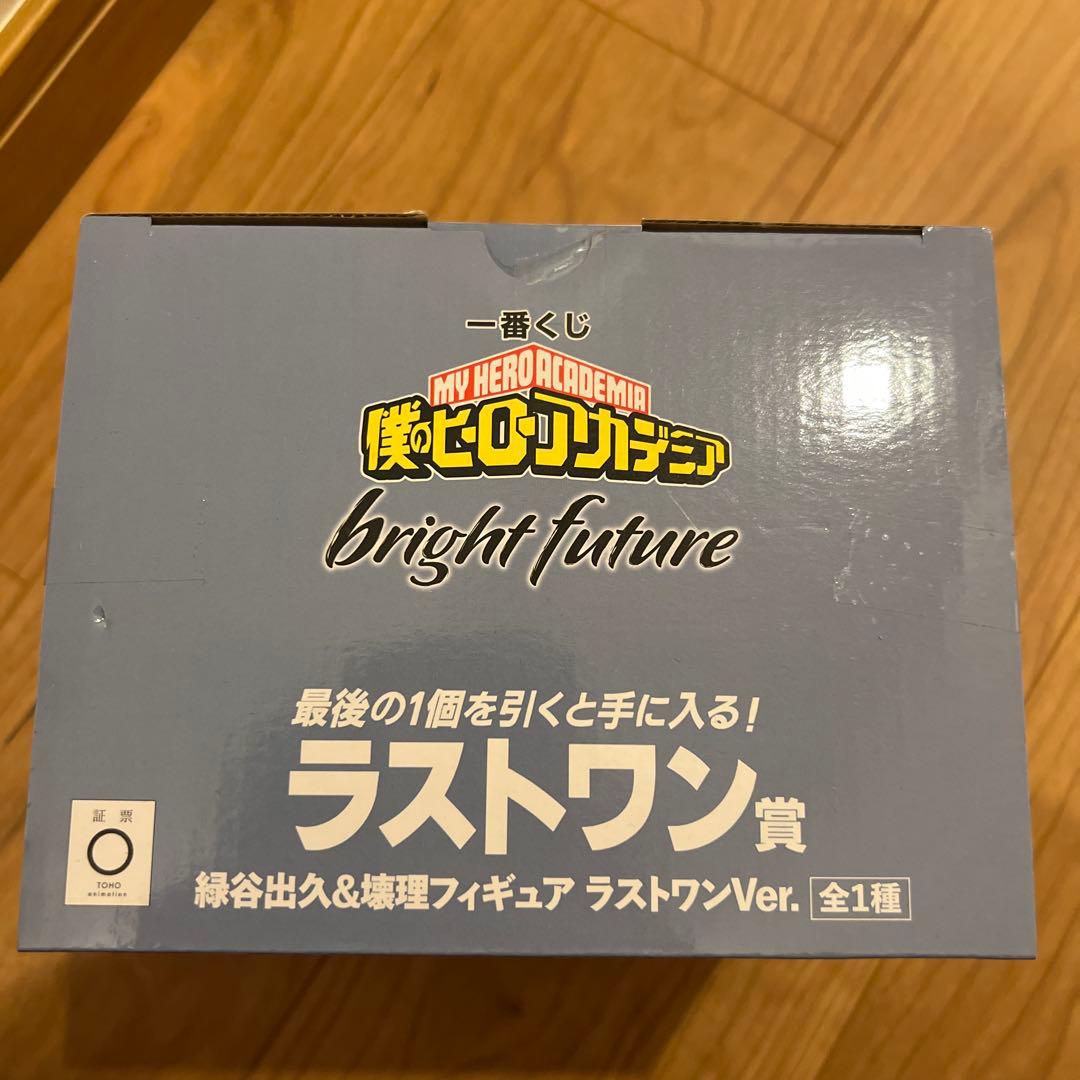 一番くじ
MY HERO ACADEMIA
僕のヒーローアカデミア
bright future
最後の1個を引くと手に入る!
ラストワン賞
緑谷出久&壊理フィギュア ラストワンVer. 全1種
証票
TOHO
animation